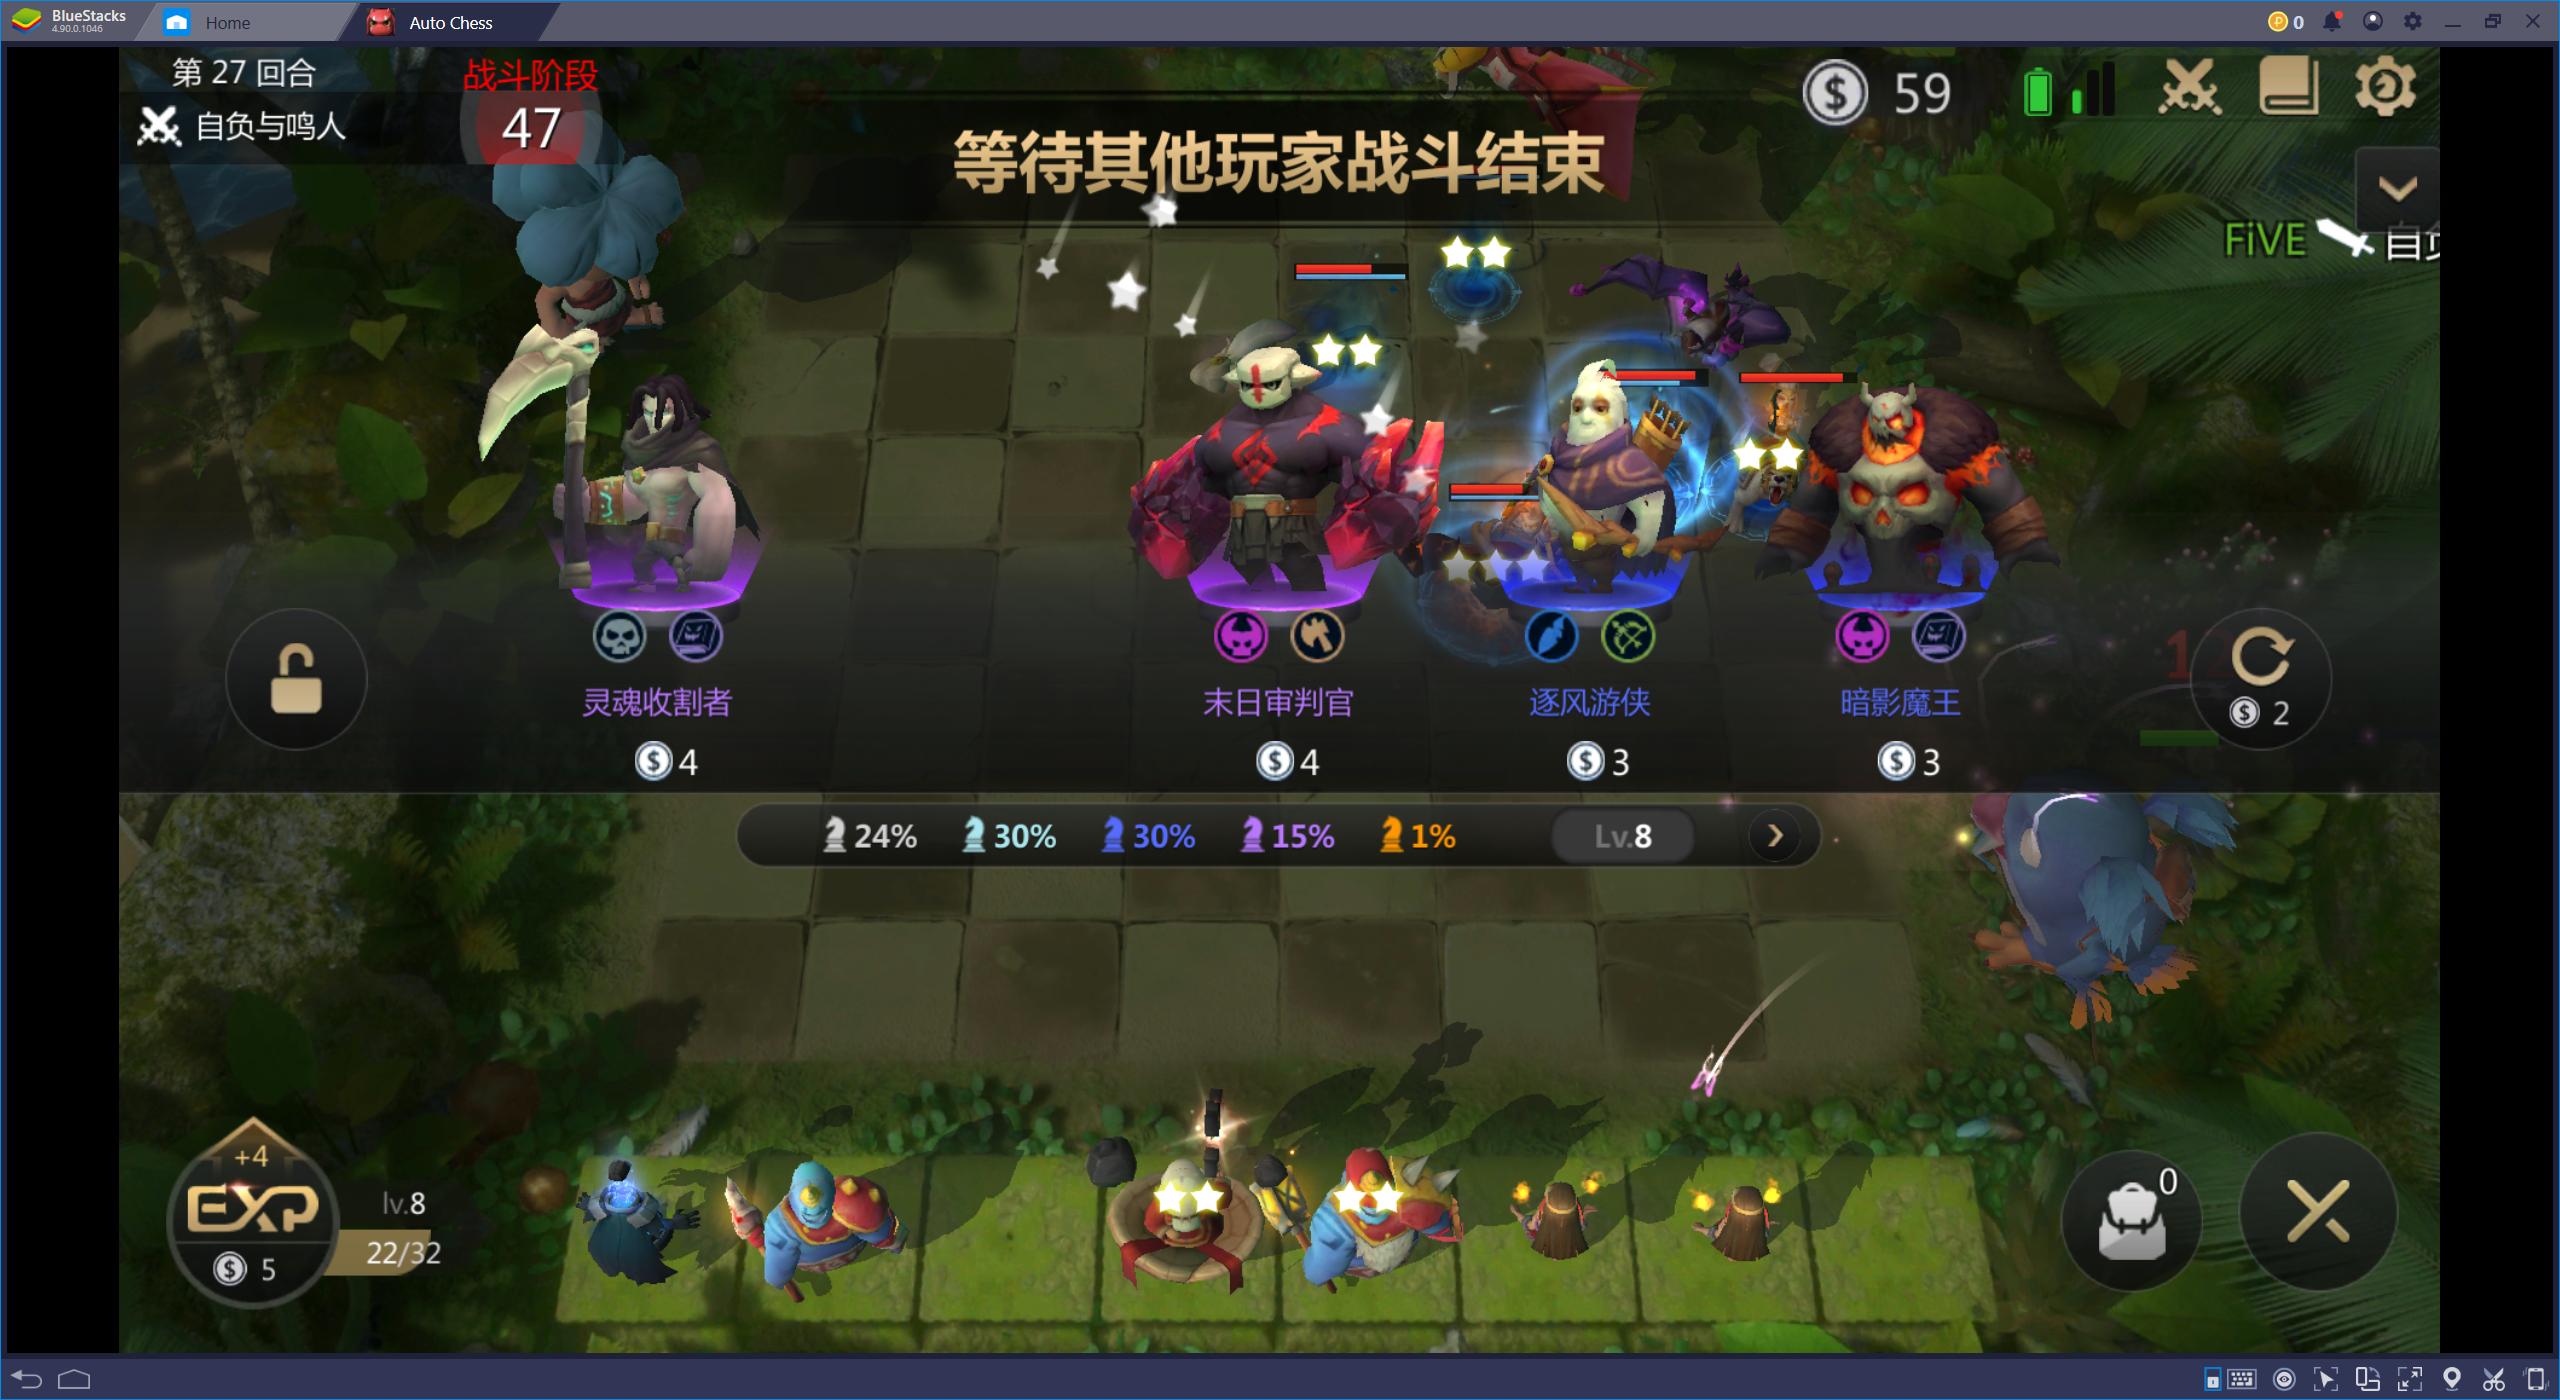 BlueStacks
4.90.0.1046
Home
Auto Chess
0
第 27 回合
战斗阶段
47
自负与鸣人
等待其他玩家战斗结束
59
FiVE
灵魂收割者
4
末日审判官
4
逐风游侠
3
暗影魔王
3
2
24% 30% 30% 15% 1% Lv.8
+4
EXP
5
lv.8
22/32
0